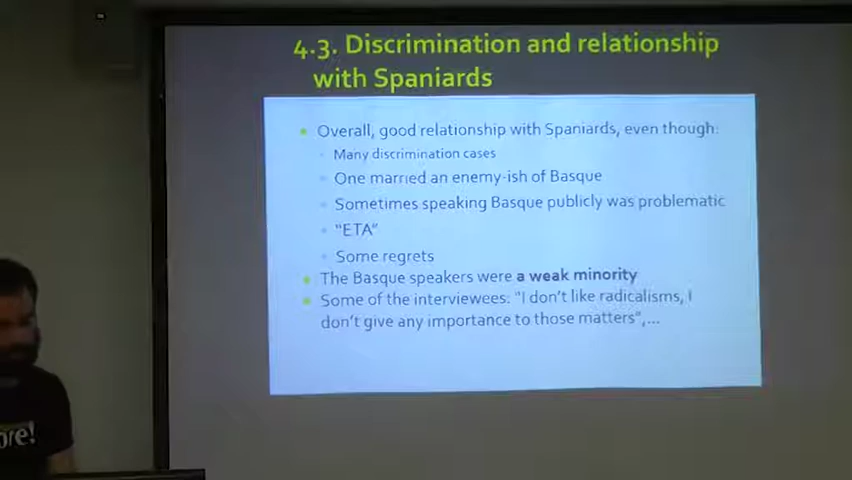 4.3. Discrimination and relationship
with Spaniards
Overall, good relationship with Spaniards, even though:
Many discrimination cases
One married an enemy-ish of Basque
Sometimes speaking Basque publicly was problematic
"ETA"
Some regrets
The Basque speakers were a weak minority
Some of the interviewees: "I don't like radicalisms, I
don't give any importance to those matters",...